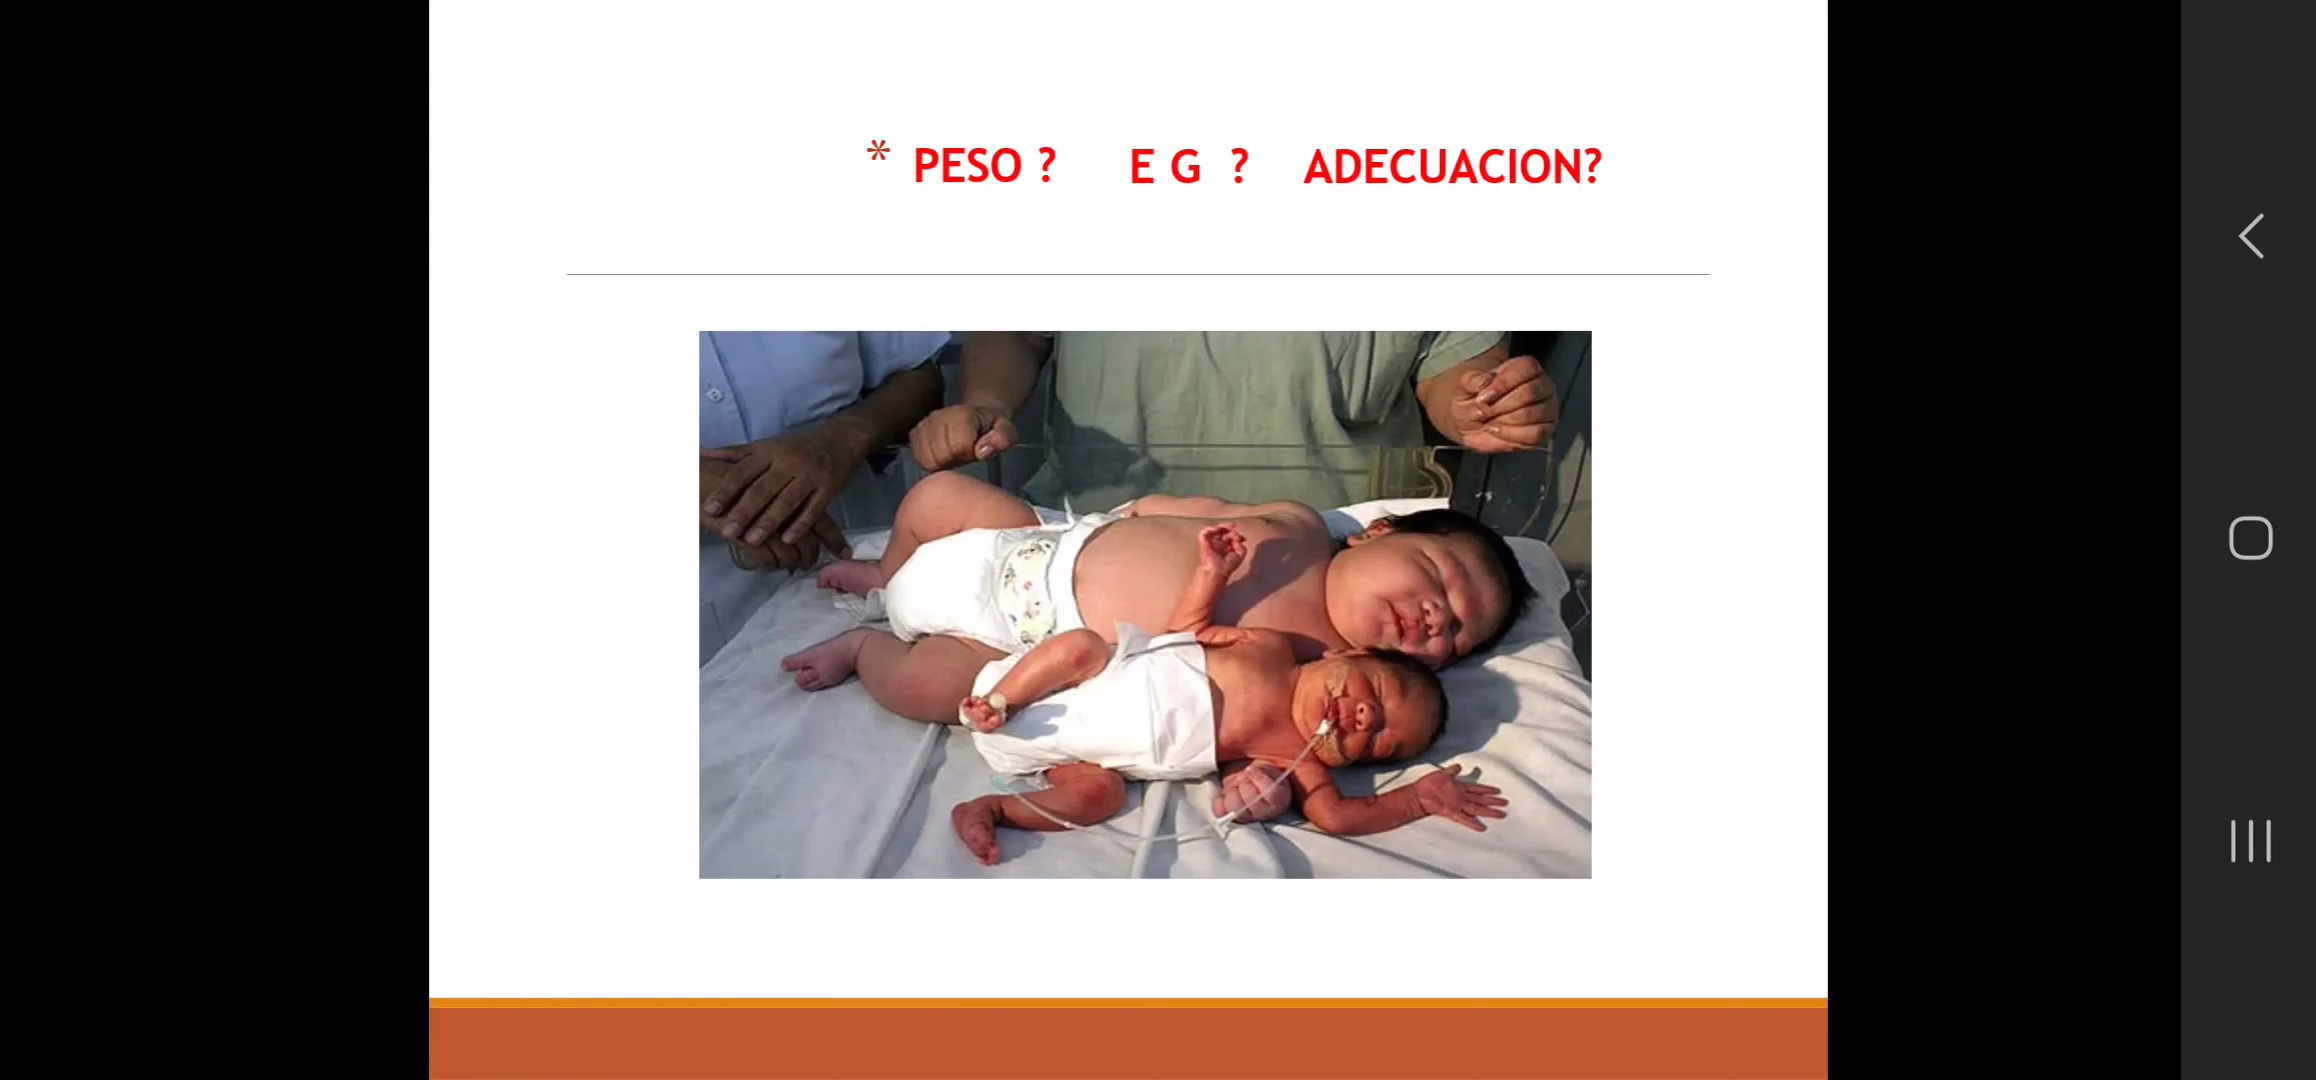 * PESO ? E G ? ADECUACION?